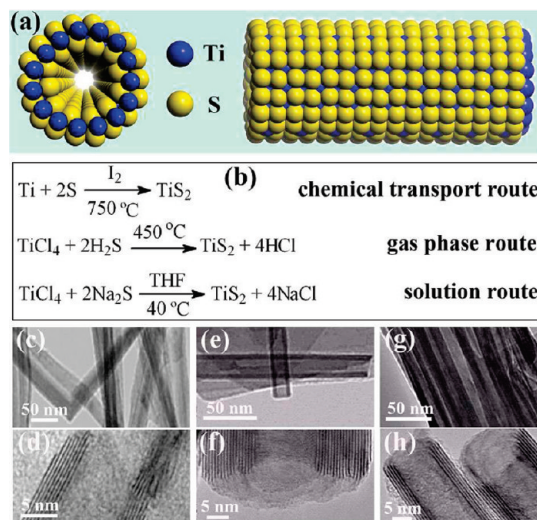 (a)
Ti
S
(b)
Ti + 2S I₂ 750 °C TiS₂ chemical transport route
TiCl₄ + 2H₂S 450 °C TiS₂ + 4HCl gas phase route
TiCl₄ + 2Na₂S THF 40 °C TiS₂ + 4NaCl solution route
(c) 50 nm
(e) 50 nm
(g) 50 nm
(d) 5 nm
(f) 5 nm
(h) 5 nm